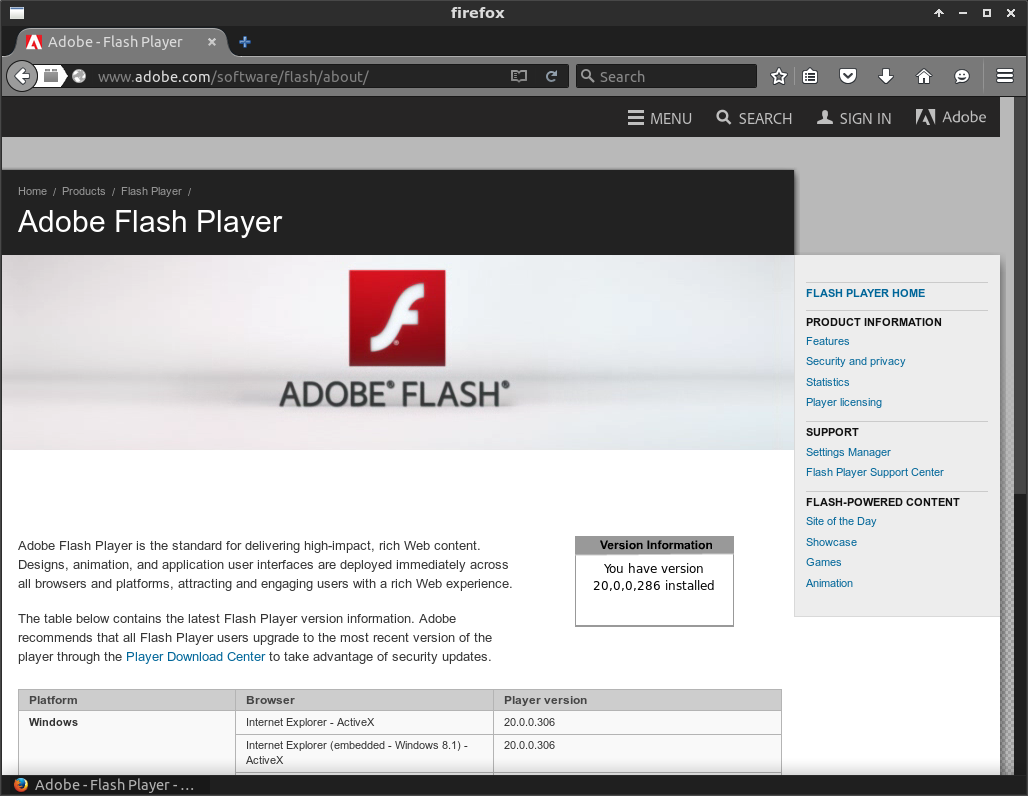 firefox
Adobe - Flash Player
www.adobe.com/software/flash/about/
Search
MENU
SEARCH
SIGN IN
Adobe
Home / Products / Flash Player /
Adobe Flash Player
ADOBE® FLASH®
FLASH PLAYER HOME
PRODUCT INFORMATION
Features
Security and privacy
Statistics
Player licensing
SUPPORT
Settings Manager
Flash Player Support Center
FLASH-POWERED CONTENT
Site of the Day
Showcase
Games
Animation
Adobe Flash Player is the standard for delivering high-impact, rich Web content.
Designs, animation, and application user interfaces are deployed immediately across
all browsers and platforms, attracting and engaging users with a rich Web experience.
The table below contains the latest Flash Player version information. Adobe
recommends that all Flash Player users upgrade to the most recent version of the
player through the Player Download Center to take advantage of security updates.
Version Information
You have version
20,0,0,286 installed
Platform Browser Player version
Windows Internet Explorer - ActiveX 20.0.0.306
Internet Explorer (embedded - Windows 8.1) - 20.0.0.306
ActiveX
Adobe - Flash Player - ...